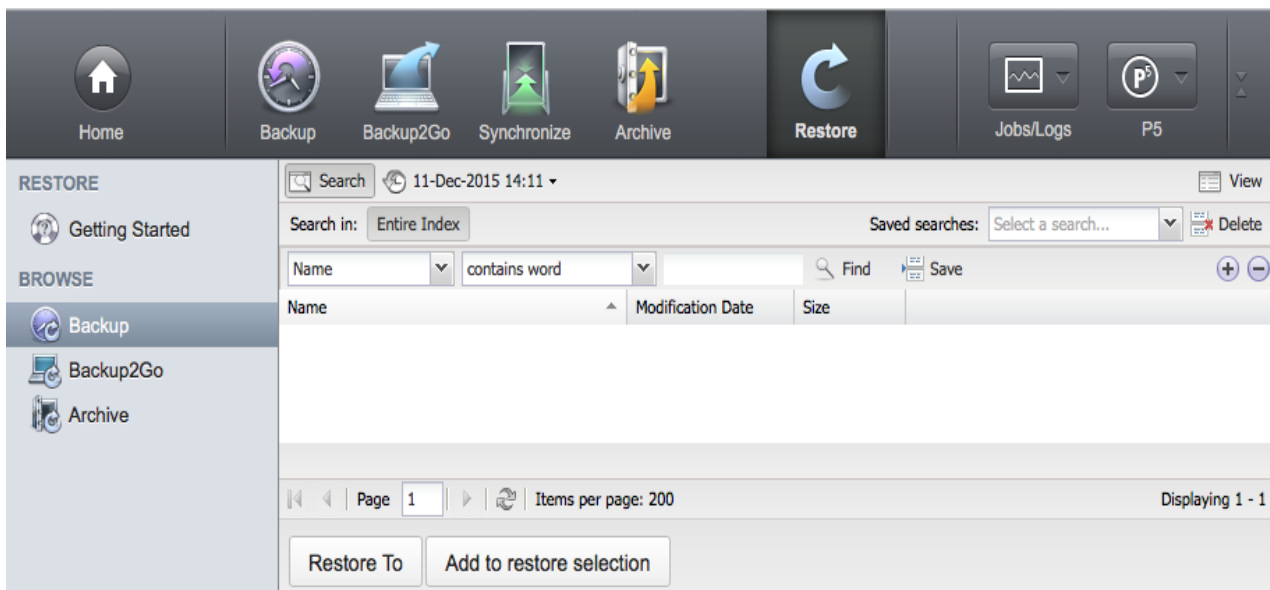 Home Backup Backup2Go Synchronize Archive Restore Jobs/Logs P5 P5
RESTORE
Getting Started
BROWSE
Backup
Backup2Go
Archive
Search 11-Dec-2015 14:11 View
Search in: Entire Index Saved searches: Select a search... Delete
Name contains word Find Save
Name Modification Date Size
Page 1 Items per page: 200 Displaying 1 - 1
Restore To Add to restore selection